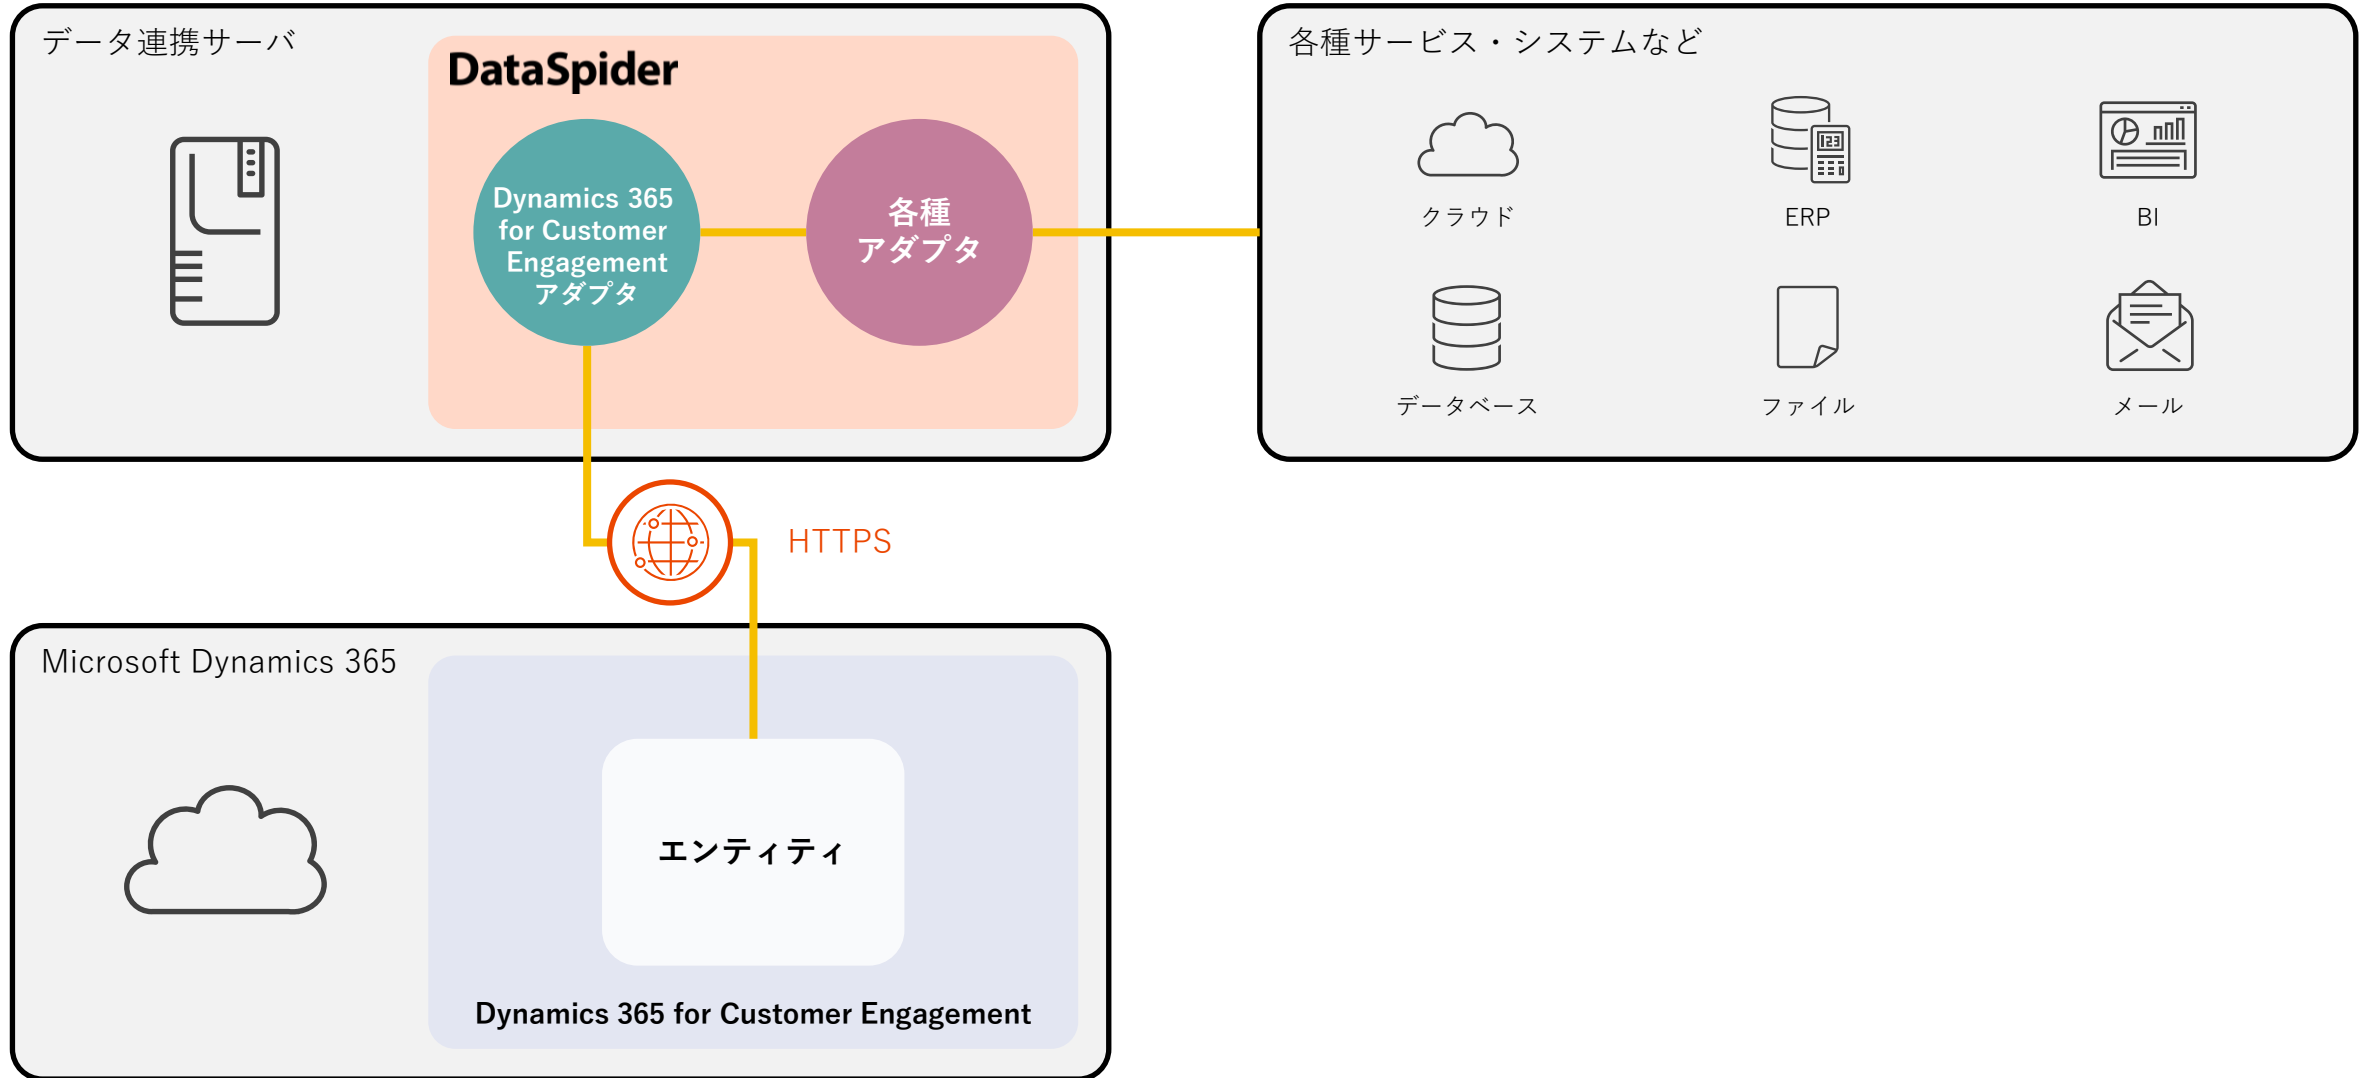 データ連携サーバ
DataSpider
Dynamics 365
for Customer
Engagement
アダプタ
各種
アダプタ
各種サービス・システムなど
クラウド
ERP
BI
データベース
ファイル
メール
HTTPS
Microsoft Dynamics 365
エンティティ
Dynamics 365 for Customer Engagement